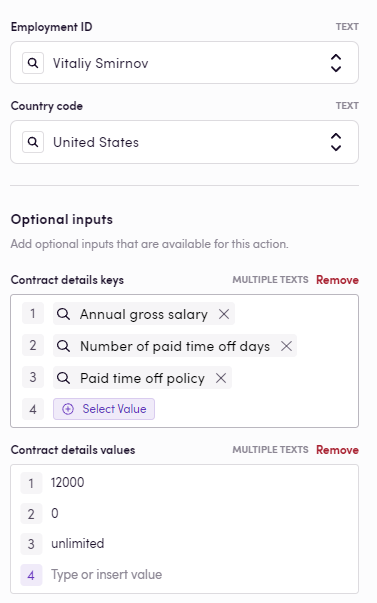 Employment ID TEXT
Vitaliy Smirnov
Country code TEXT
United States
Optional inputs
Add optional inputs that are available for this action.
Contract details keys MULTIPLE TEXTS Remove
1 Annual gross salary
2 Number of paid time off days
3 Paid time off policy
4 Select Value
Contract details values MULTIPLE TEXTS Remove
1 12000
2 0
3 unlimited
4 Type or insert value